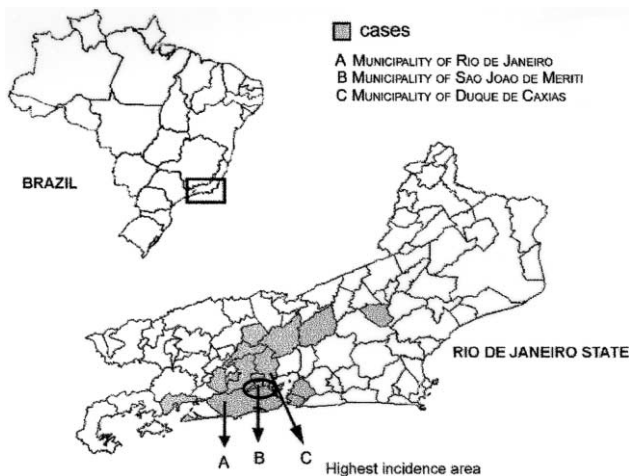 cases
A MUNICIPALITY OF RIO DE JANEIRO
B MUNICIPALITY OF SAO JOAO DE MERITI
C MUNICIPALITY OF DUQUE DE CAXIAS
BRAZIL
RIO DE JANEIRO STATE
A B C
Highest incidence area